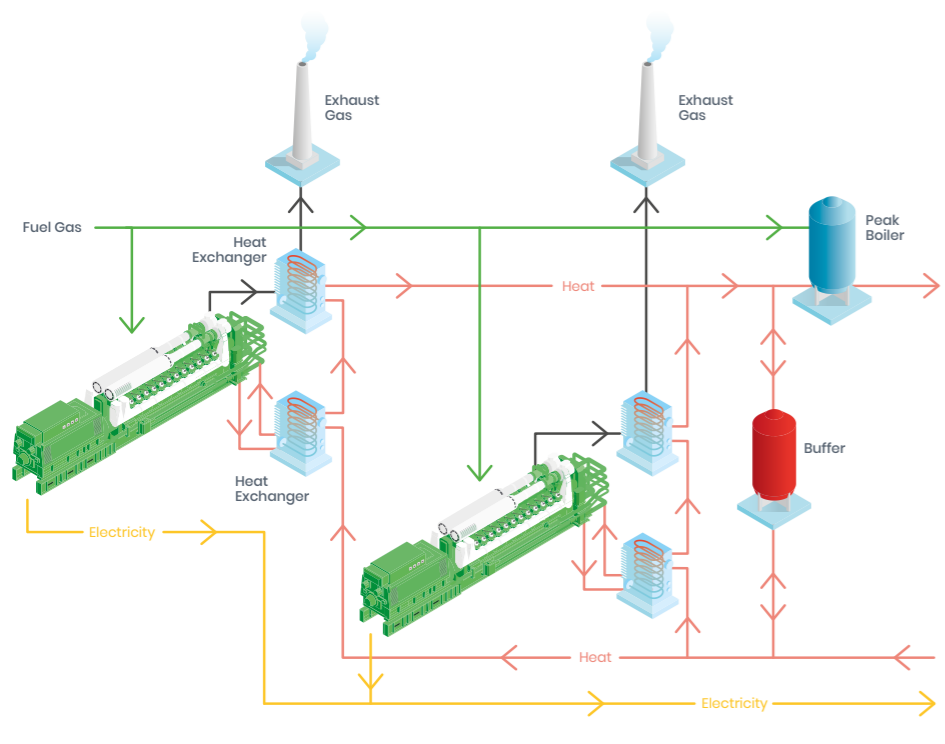 Exhaust
Gas
Exhaust
Gas
Fuel Gas
Peak
Boiler
Heat
Exchanger
Heat
Buffer
Heat
Exchanger
Electricity
Heat
Electricity